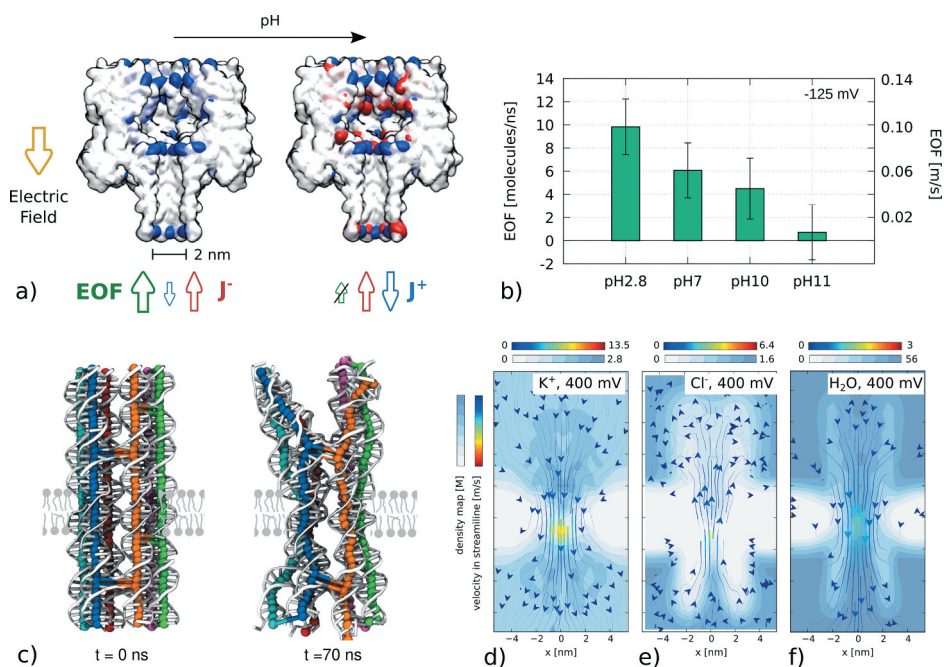 pH
Electric
Field
2 nm
a)
EOF
J⁻
J⁺
b)
-125 mV
EOF [molecules/ns]
14
12
10
8
6
4
2
0
-2
EOF [m/s]
0.14
0.10
0.06
0.02
pH2.8
pH7
pH10
pH11
c)
t = 0 ns
t =70 ns
density map [M]
velocity in streamiline [m/s]
0 13.5
0 2.8
K⁺, 400 mV
−4 −2 0 2 4
x [nm]
d)
0 6.4
0 1.6
Cl⁻, 400 mV
−4 −2 0 2 4
x [nm]
e)
0 3
0 56
H₂O, 400 mV
−4 −2 0 2 4
x [nm]
f)